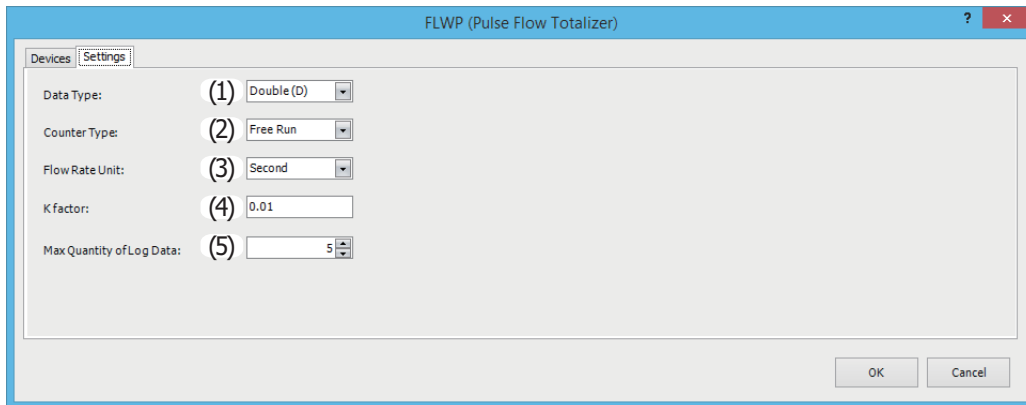 FLWP (Pulse Flow Totalizer)
? ×
Devices Settings
Data Type: (1) Double(D)
Counter Type: (2) Free Run
Flow Rate Unit: (3) Second
K factor: (4) 0.01
Max Quantity of Log Data: (5) 5
OK Cancel